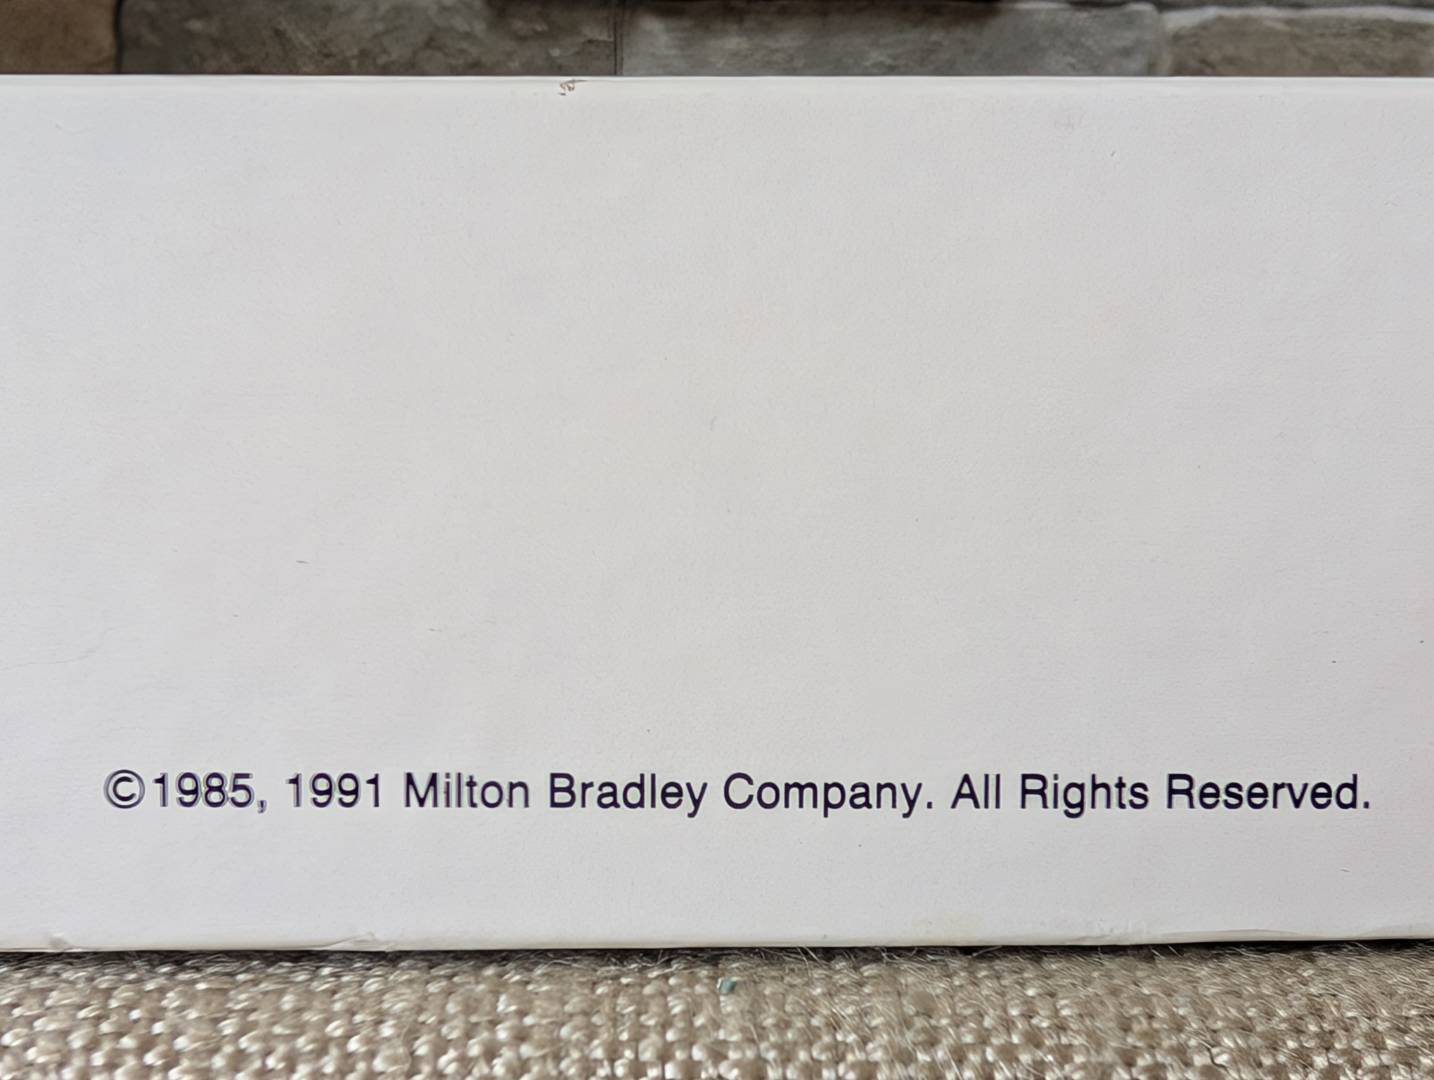 ©1985, 1991 Milton Bradley Company. All Rights Reserved.